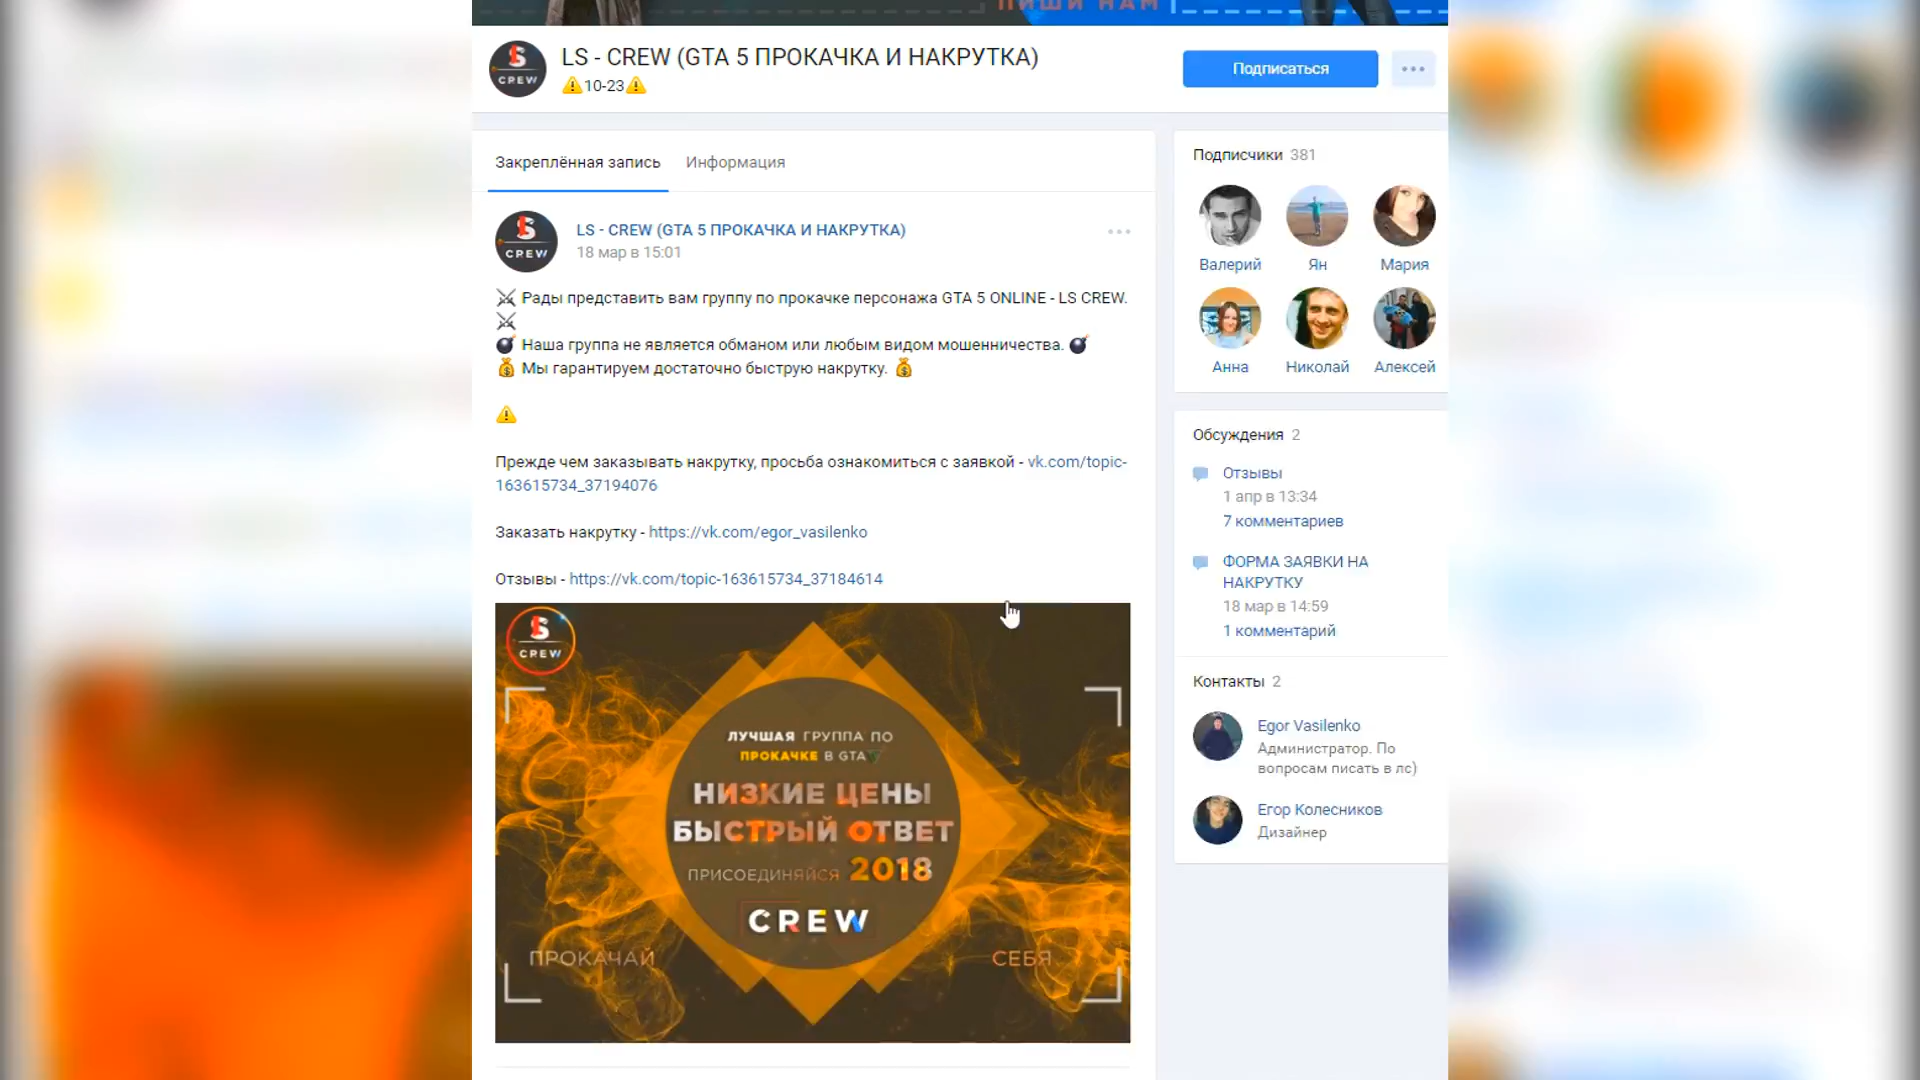 ПИШИ НАМ
LS - CREW (GTA 5 ПРОКАЧКА И НАКРУТКА)
⚠10-23⚠
Подписаться
Закреплённая запись
Информация
LS - CREW (GTA 5 ПРОКАЧКА И НАКРУТКА)
18 мар в 15:01
⚔ Рады представить вам группу по прокачке персонажа GTA 5 ONLINE - LS CREW.
⚔
💣 Наша группа не является обманом или любым видом мошенничества. 💣
💰 Мы гарантируем достаточно быструю накрутку. 💰
⚠
Прежде чем заказывать накрутку, просьба ознакомиться с заявкой - vk.com/topic-
163615734_37194076
Заказать накрутку - https://vk.com/egor_vasilenko
Отзывы - https://vk.com/topic-163615734_37184614
LS
CREW
ЛУЧШАЯ ГРУППА ПО
ПРОКАЧКЕ В GTA V
НИЗКИЕ ЦЕНЫ
БЫСТРЫЙ ОТВЕТ
ПРИСОЕДИНЯЙСЯ 2018
CREW
ПРОКАЧАЙ
СЕБЯ
Подписчики 381
Валерий
Ян
Мария
Анна
Николай
Алексей
Обсуждения 2
Отзывы
1 апр в 13:34
7 комментариев
ФОРМА ЗАЯВКИ НА
НАКРУТКУ
18 мар в 14:59
1 комментарий
Контакты 2
Egor Vasilenko
Администратор. По
вопросам писать в лс)
Егор Колесников
Дизайнер